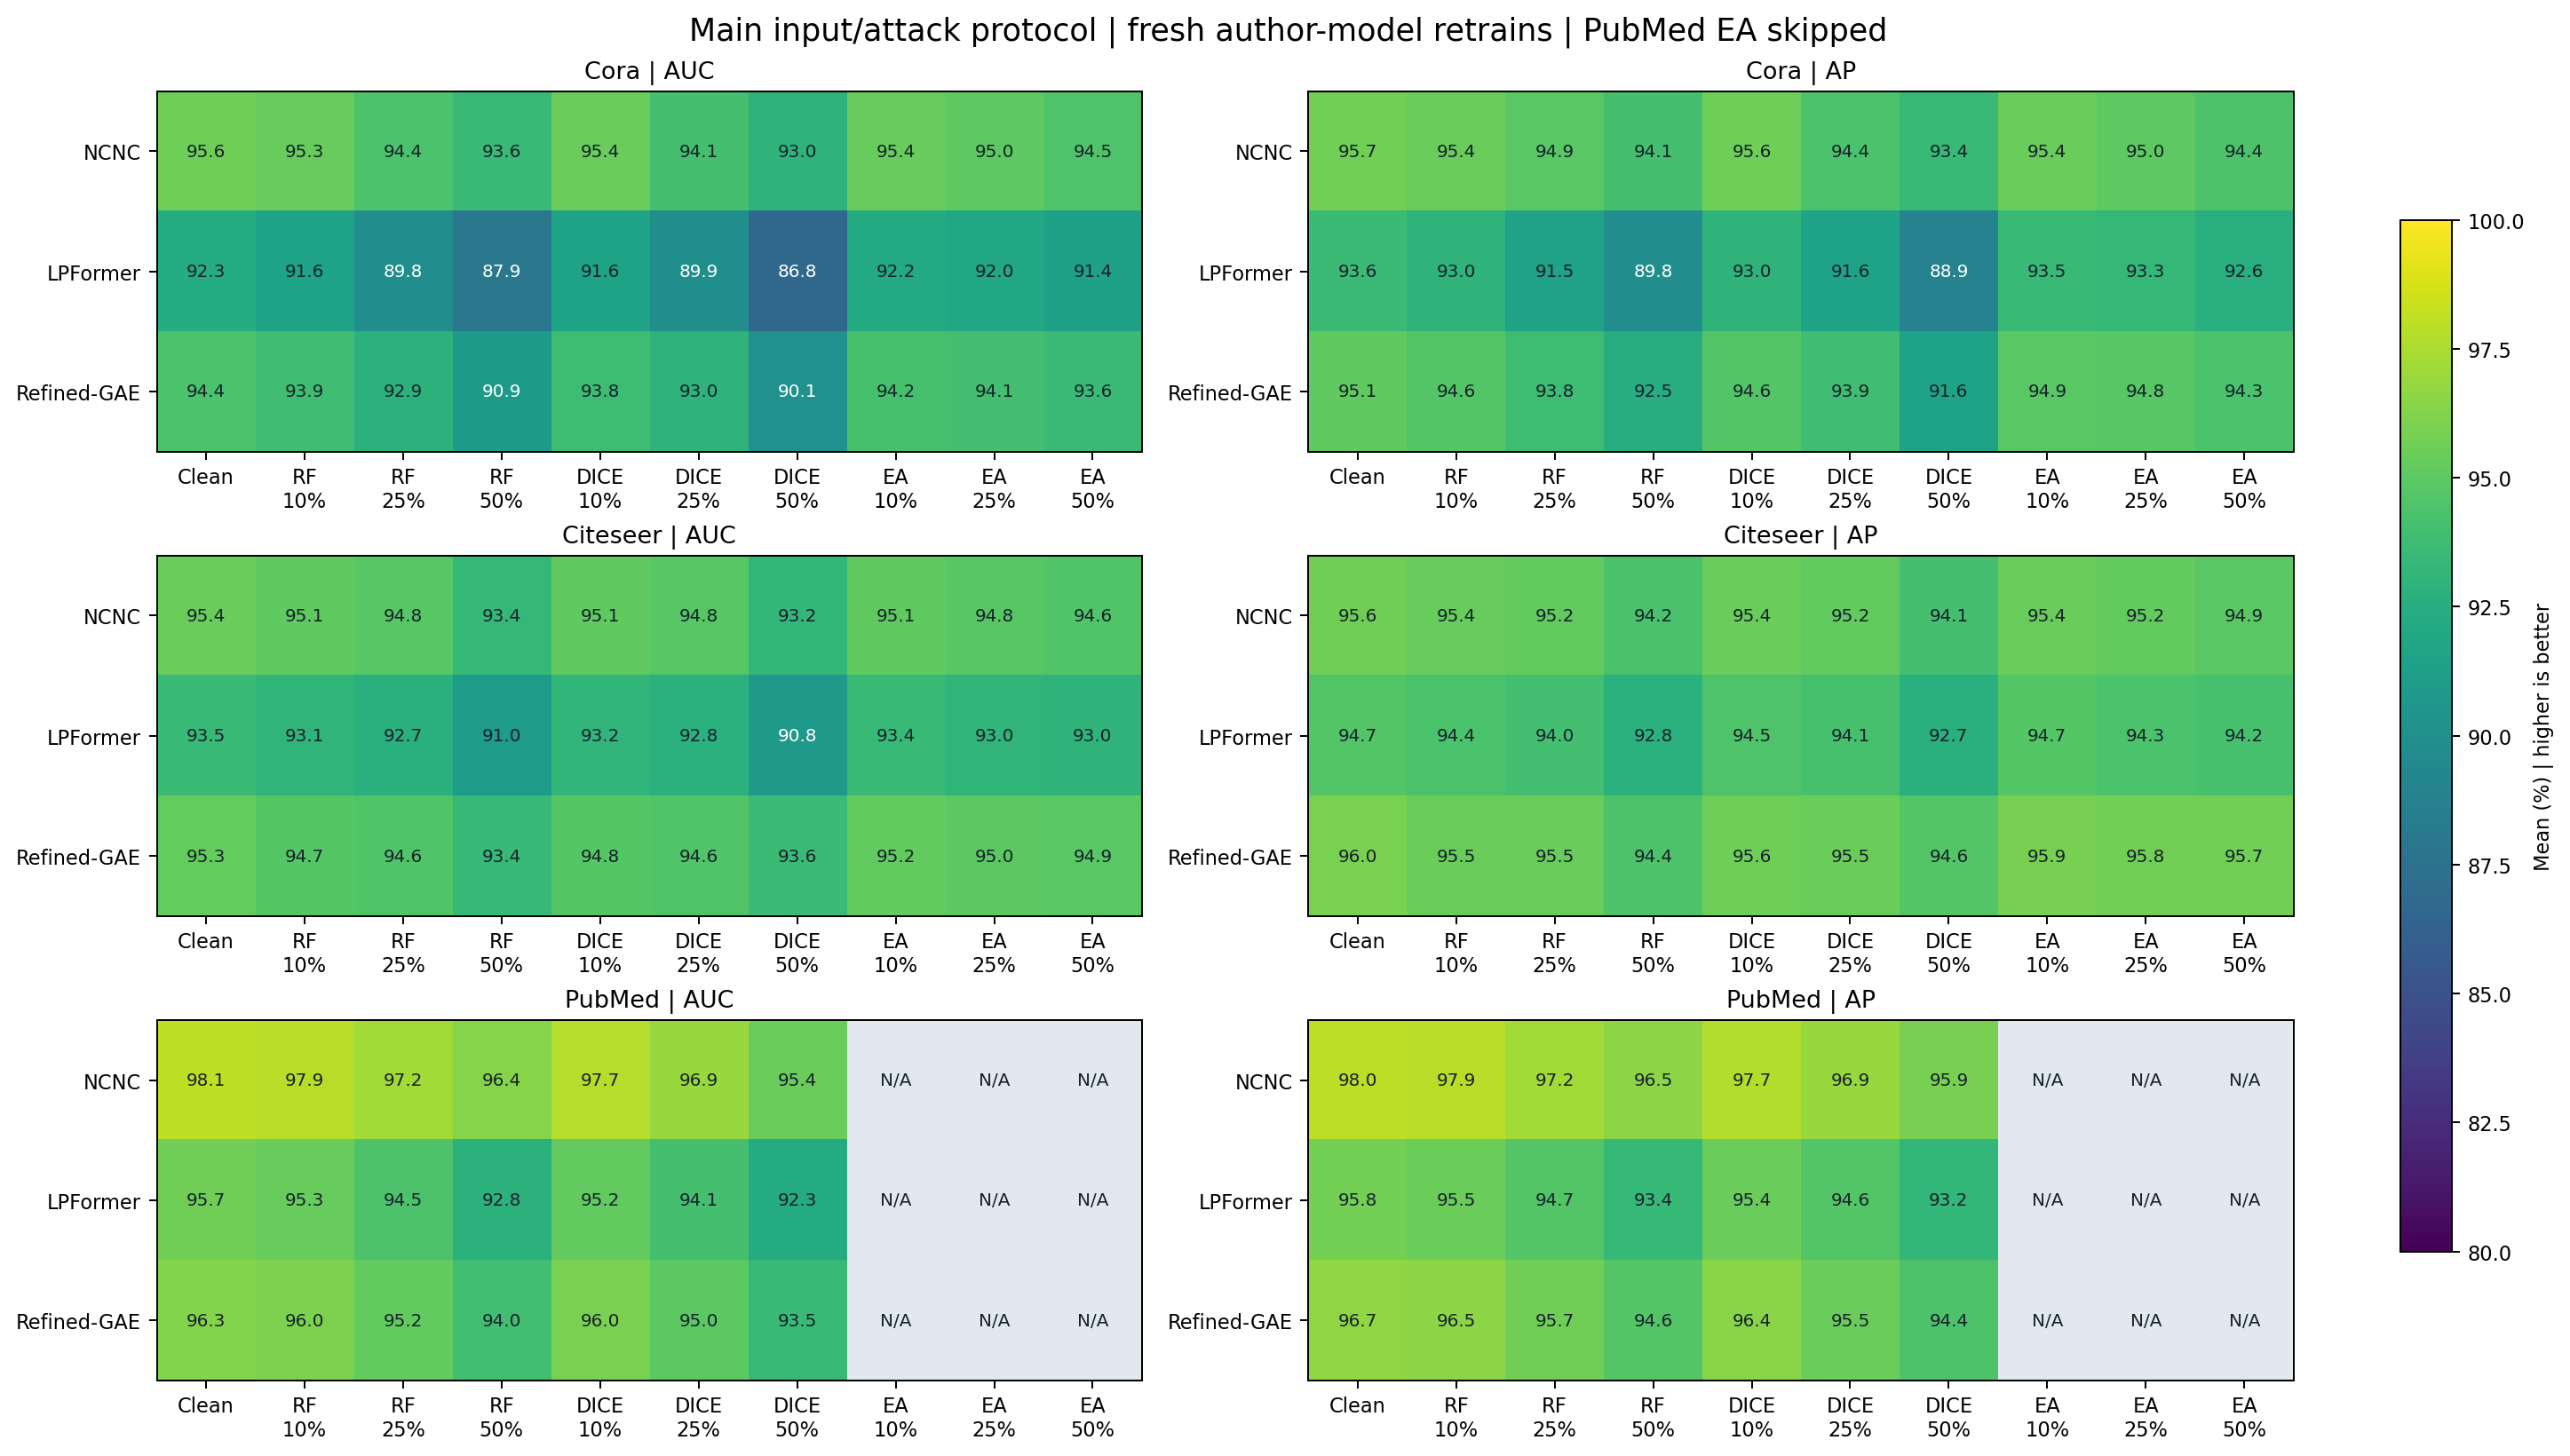 Main input/attack protocol | fresh author-model retrains | PubMed EA skipped
Cora | AUC
NCNC 95.6 95.3 94.4 93.6 95.4 94.1 93.0 95.4 95.0 94.5
LPFormer 92.3 91.6 89.8 87.9 91.6 89.9 86.8 92.2 92.0 91.4
Refined-GAE 94.4 93.9 92.9 90.9 93.8 93.0 90.1 94.2 94.1 93.6
Clean RF RF RF DICE DICE DICE EA EA EA
10% 25% 50% 10% 25% 50% 10% 25% 50%
Cora | AP
NCNC 95.7 95.4 94.9 94.1 95.6 94.4 93.4 95.4 95.0 94.4
LPFormer 93.6 93.0 91.5 89.8 93.0 91.6 88.9 93.5 93.3 92.6
Refined-GAE 95.1 94.6 93.8 92.5 94.6 93.9 91.6 94.9 94.8 94.3
Clean RF RF RF DICE DICE DICE EA EA EA
10% 25% 50% 10% 25% 50% 10% 25% 50%
Citeseer | AUC
NCNC 95.4 95.1 94.8 93.4 95.1 94.8 93.2 95.1 94.8 94.6
LPFormer 93.5 93.1 92.7 91.0 93.2 92.8 90.8 93.4 93.0 93.0
Refined-GAE 95.3 94.7 94.6 93.4 94.8 94.6 93.6 95.2 95.0 94.9
Clean RF RF RF DICE DICE DICE EA EA EA
10% 25% 50% 10% 25% 50% 10% 25% 50%
Citeseer | AP
NCNC 95.6 95.4 95.2 94.2 95.4 95.2 94.1 95.4 95.2 94.9
LPFormer 94.7 94.4 94.0 92.8 94.5 94.1 92.7 94.7 94.3 94.2
Refined-GAE 96.0 95.5 95.5 94.4 95.6 95.5 94.6 95.9 95.8 95.7
Clean RF RF RF DICE DICE DICE EA EA EA
10% 25% 50% 10% 25% 50% 10% 25% 50%
PubMed | AUC
NCNC 98.1 97.9 97.2 96.4 97.7 96.9 95.4 N/A N/A N/A
LPFormer 95.7 95.3 94.5 92.8 95.2 94.1 92.3 N/A N/A N/A
Refined-GAE 96.3 96.0 95.2 94.0 96.0 95.0 93.5 N/A N/A N/A
Clean RF RF RF DICE DICE DICE EA EA EA
10% 25% 50% 10% 25% 50% 10% 25% 50%
PubMed | AP
NCNC 98.0 97.9 97.2 96.5 97.7 96.9 95.9 N/A N/A N/A
LPFormer 95.8 95.5 94.7 93.4 95.4 94.6 93.2 N/A N/A N/A
Refined-GAE 96.7 96.5 95.7 94.6 96.4 95.5 94.4 N/A N/A N/A
Clean RF RF RF DICE DICE DICE EA EA EA
10% 25% 50% 10% 25% 50% 10% 25% 50%
100.0
97.5
95.0
92.5
90.0
87.5
85.0
82.5
80.0
Mean (%) | higher is better